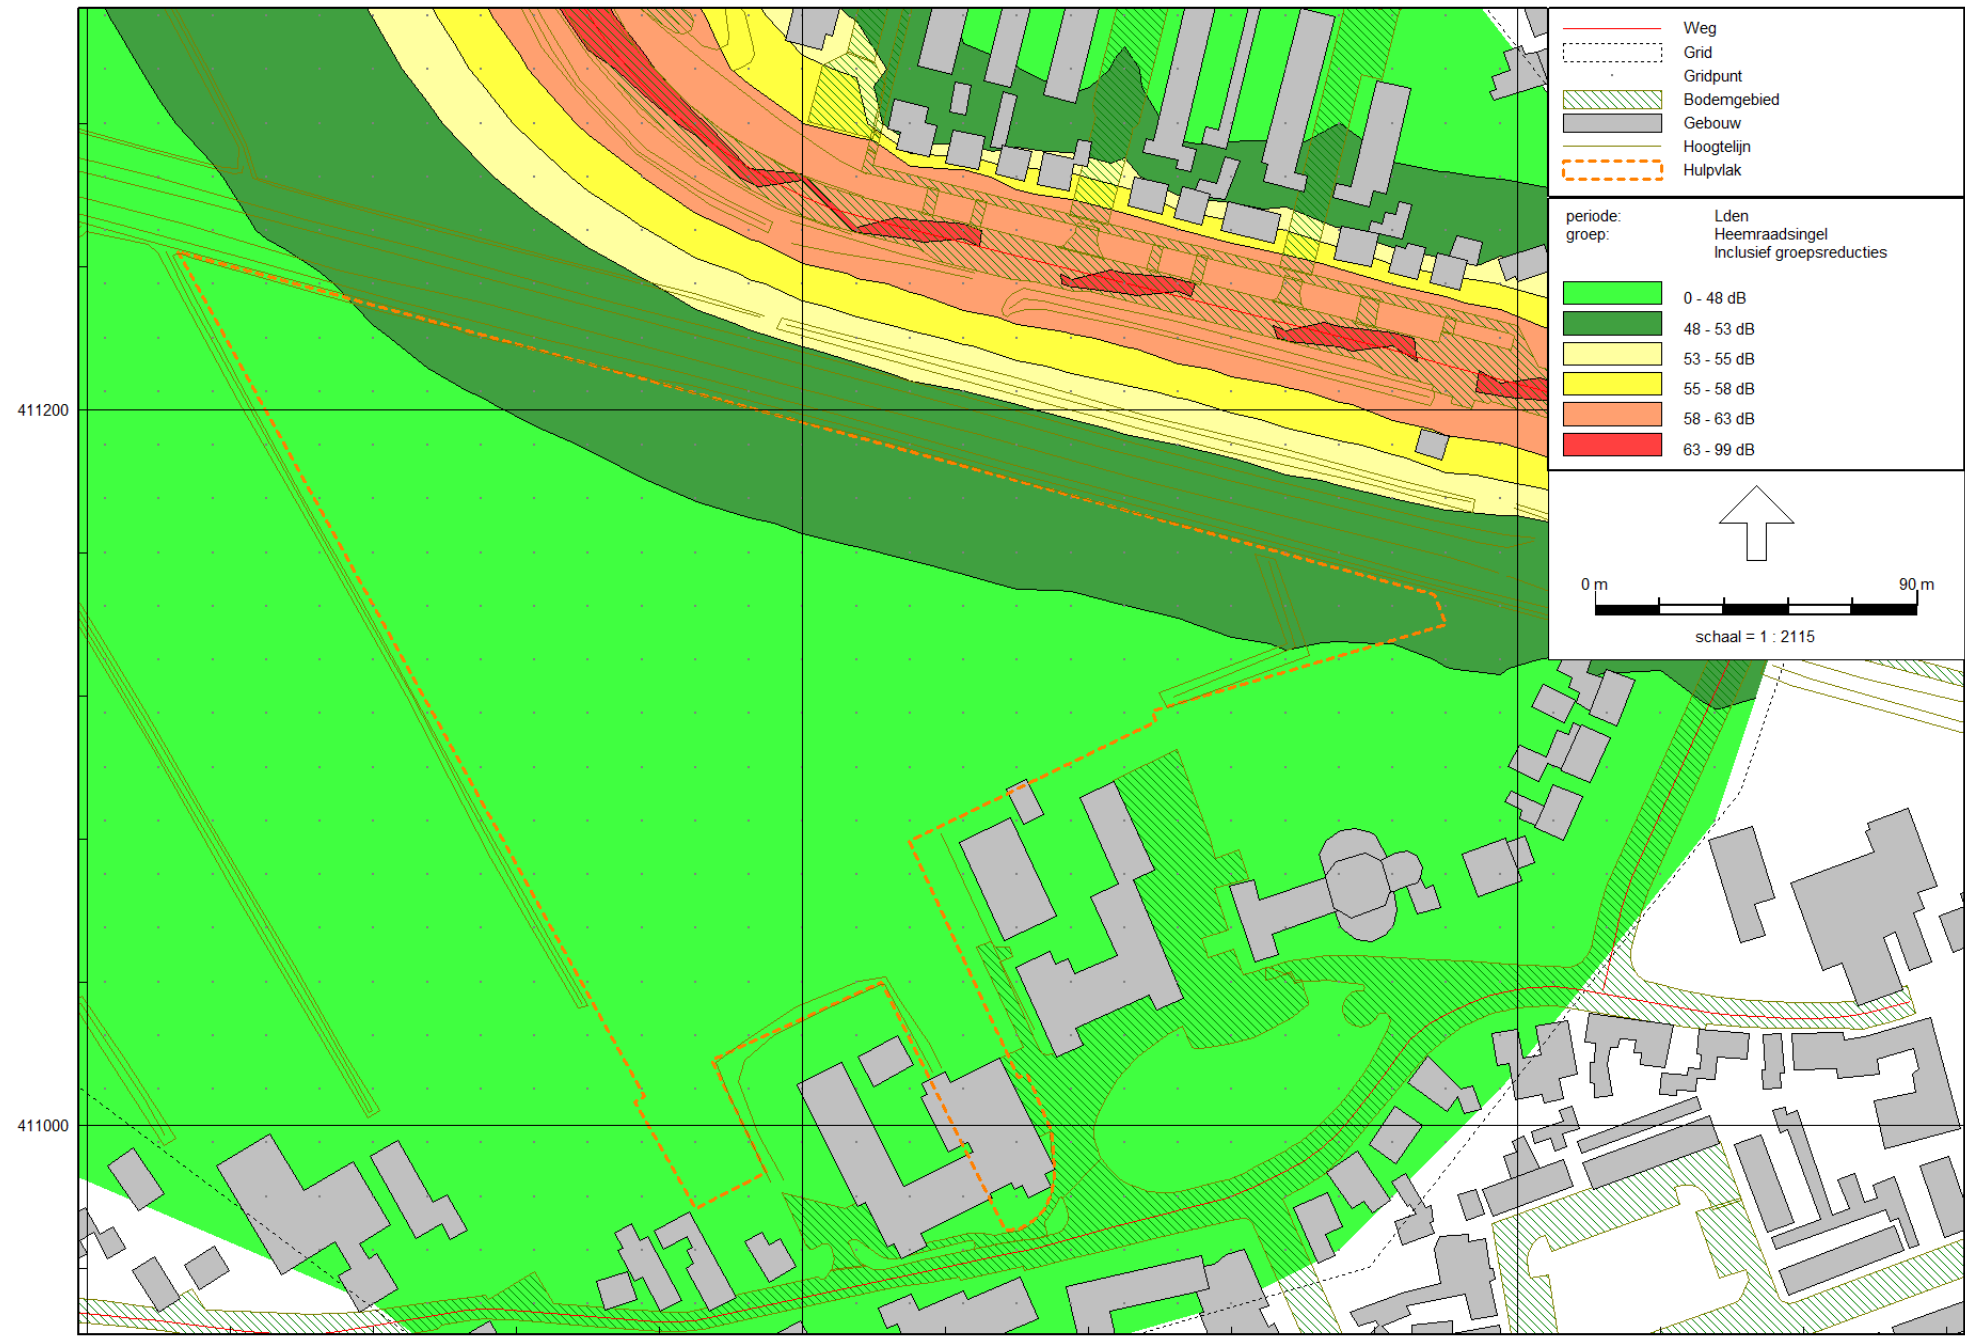 Weg
Grid
Gridpunt
Bodemgebied
Gebouw
Hoogtelijn
Hulpvlak
periode: Lden
groep: Heemraadsingel
Inclusief groepsreducties
0 - 48 dB
48 - 53 dB
53 - 55 dB
55 - 58 dB
58 - 63 dB
63 - 99 dB
0 m 90 m
schaal = 1 : 2115
411200
411000